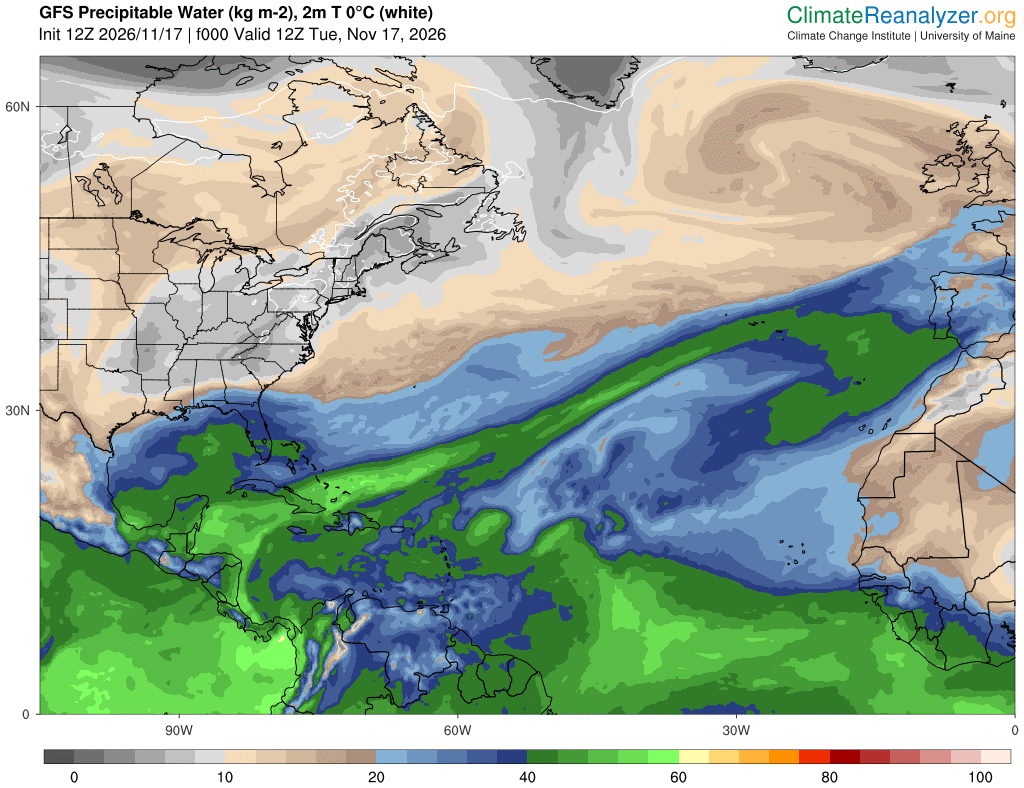 GFS Precipitable Water (kg m-2), 2m T 0°C (white)
Init 12Z 2026/11/17 | f000 Valid 12Z Tue, Nov 17, 2026
ClimateReanalyzer.org
Climate Change Institute | University of Maine
60N
30N
0
90W 60W 30W 0
0 10 20 40 60 80 100